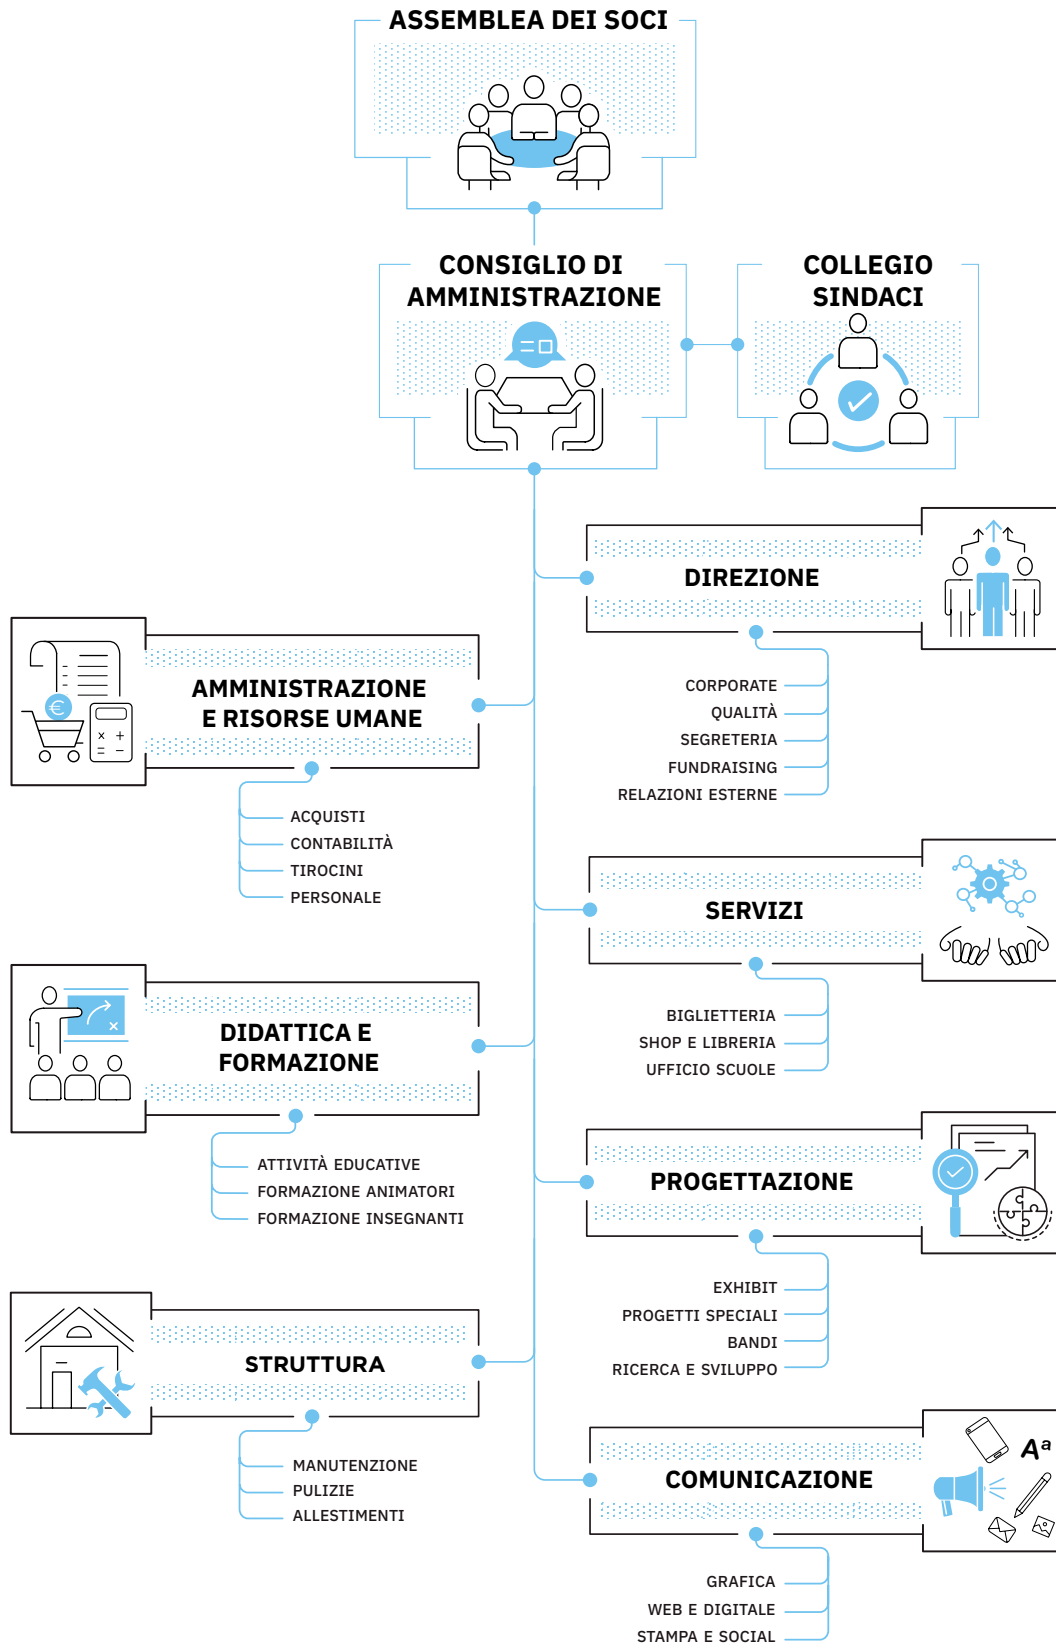 ASSEMBLEA DEI SOCI
CONSIGLIO DI
AMMINISTRAZIONE
COLLEGIO
SINDACI
DIREZIONE
CORPORATE
QUALITÀ
SEGRETERIA
FUNDRAISING
RELAZIONI ESTERNE
€
AMMINISTRAZIONE
E RISORSE UMANE
ACQUISTI
CONTABILITÀ
TIROCINI
PERSONALE
SERVIZI
BIGLIETTERIA
SHOP E LIBRERIA
UFFICIO SCUOLE
DIDATTICA E
FORMAZIONE
ATTIVITÀ EDUCATIVE
FORMAZIONE ANIMATORI
FORMAZIONE INSEGNANTI
PROGETTAZIONE
EXHIBIT
PROGETTI SPECIALI
BANDI
RICERCA E SVILUPPO
STRUTTURA
MANUTENZIONE
PULIZIE
ALLESTIMENTI
COMUNICAZIONE
Aa
GRAFICA
WEB E DIGITALE
STAMPA E SOCIAL